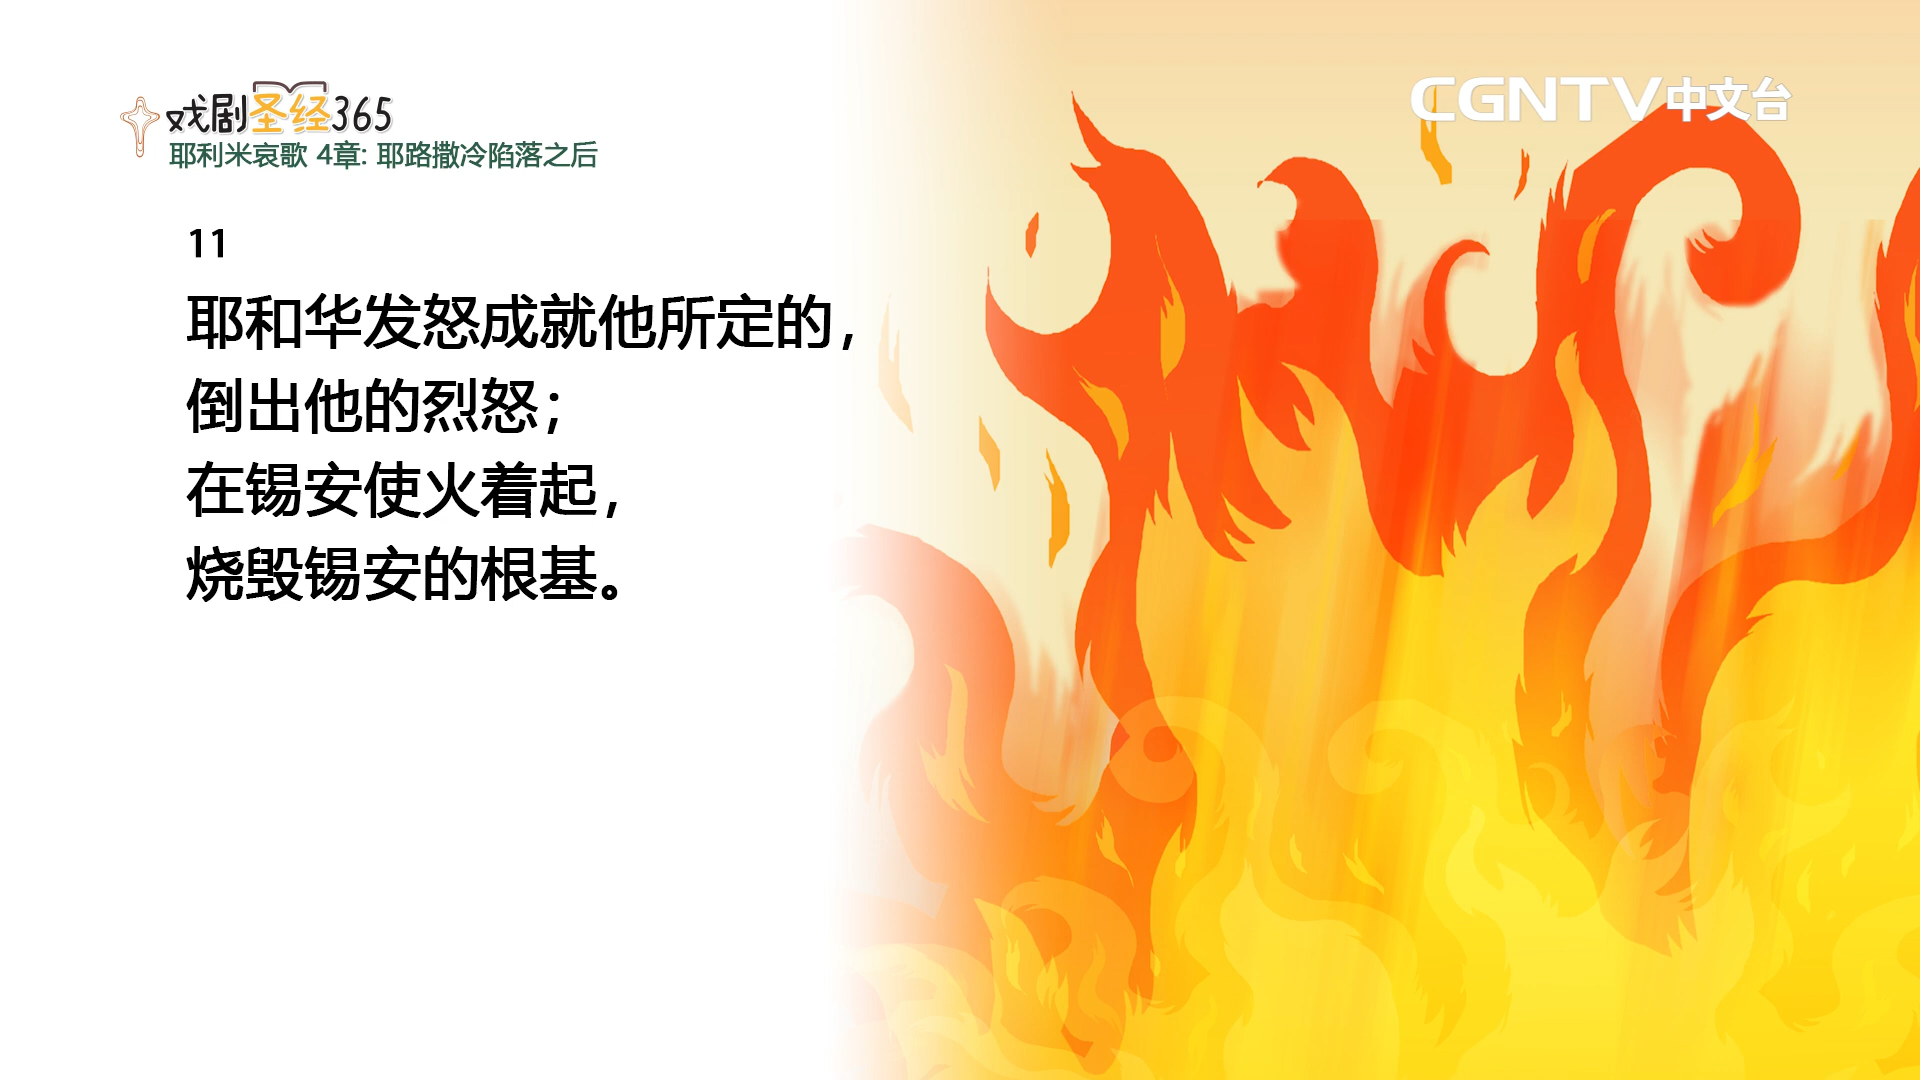 戏剧圣经365
CGNTV中文台
耶利米哀歌 4章: 耶路撒冷陷落之后
11
耶和华发怒成就他所定的，
倒出他的烈怒；
在锡安使火着起，
烧毁锡安的根基。